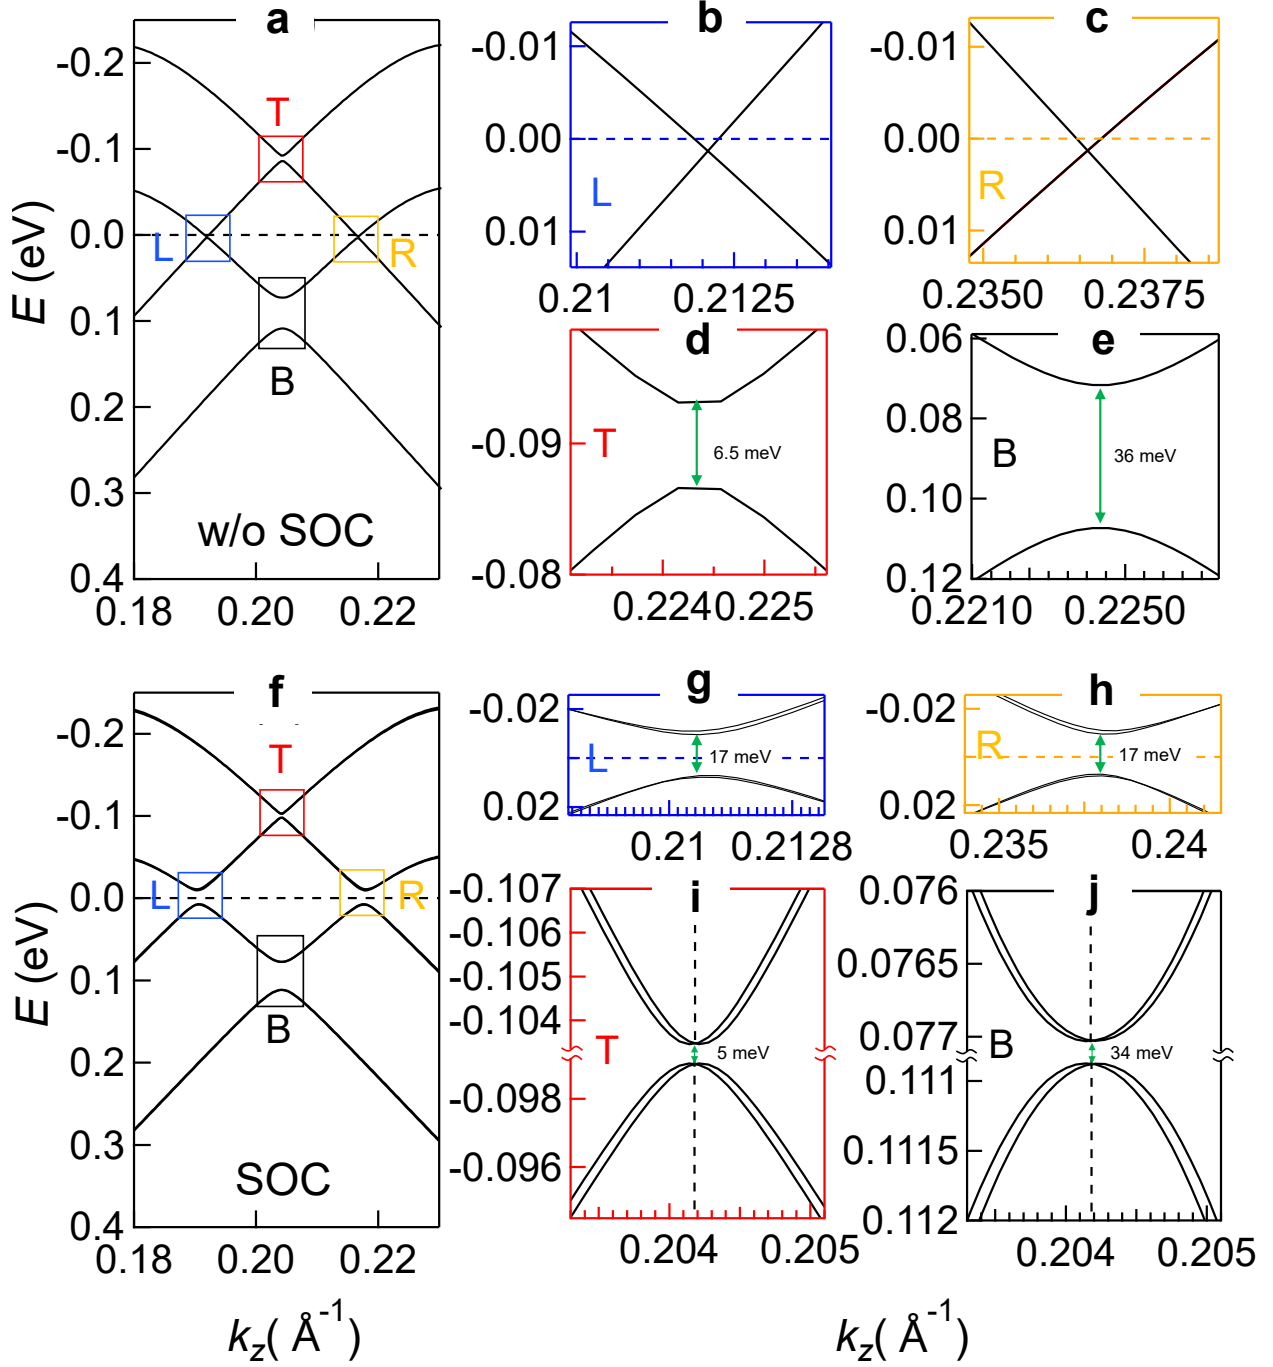 a
-0.2
-0.1
0.0
0.1
0.2
0.3
0.4
E (eV)
T
L
R
B
w/o SOC
0.18
0.20
0.22
b
-0.01
0.00
0.01
L
0.21
0.2125
c
-0.01
0.00
0.01
R
0.2350
0.2375
d
-0.09
-0.08
T
6.5 meV
0.224
0.225
e
0.06
0.08
0.10
0.12
B
36 meV
0.2210
0.2250
f
-0.2
-0.1
0.0
0.1
0.2
0.3
0.4
E (eV)
T
L
R
B
SOC
0.18
0.20
0.22
k_z( Å^-1)
g
-0.02
0.02
L
17 meV
0.21
0.2128
h
-0.02
0.02
R
17 meV
0.235
0.24
i
-0.107
-0.106
-0.105
-0.104
-0.098
-0.096
T
5 meV
0.204
0.205
j
0.076
0.0765
0.077
0.111
0.1115
0.112
B
34 meV
0.204
0.205
k_z( Å^-1)